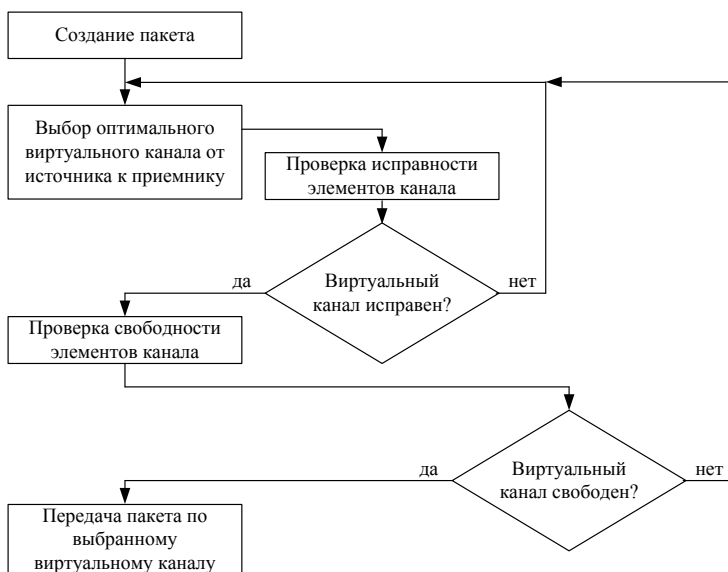 Создание пакета
Выбор оптимального
виртуального канала от
источника к приемнику
Проверка исправности
элементов канала
да
Виртуальный
канал исправен?
нет
Проверка свободности
элементов канала
да
Виртуальный
канал свободен?
нет
Передача пакета по
выбранному
виртуальному каналу